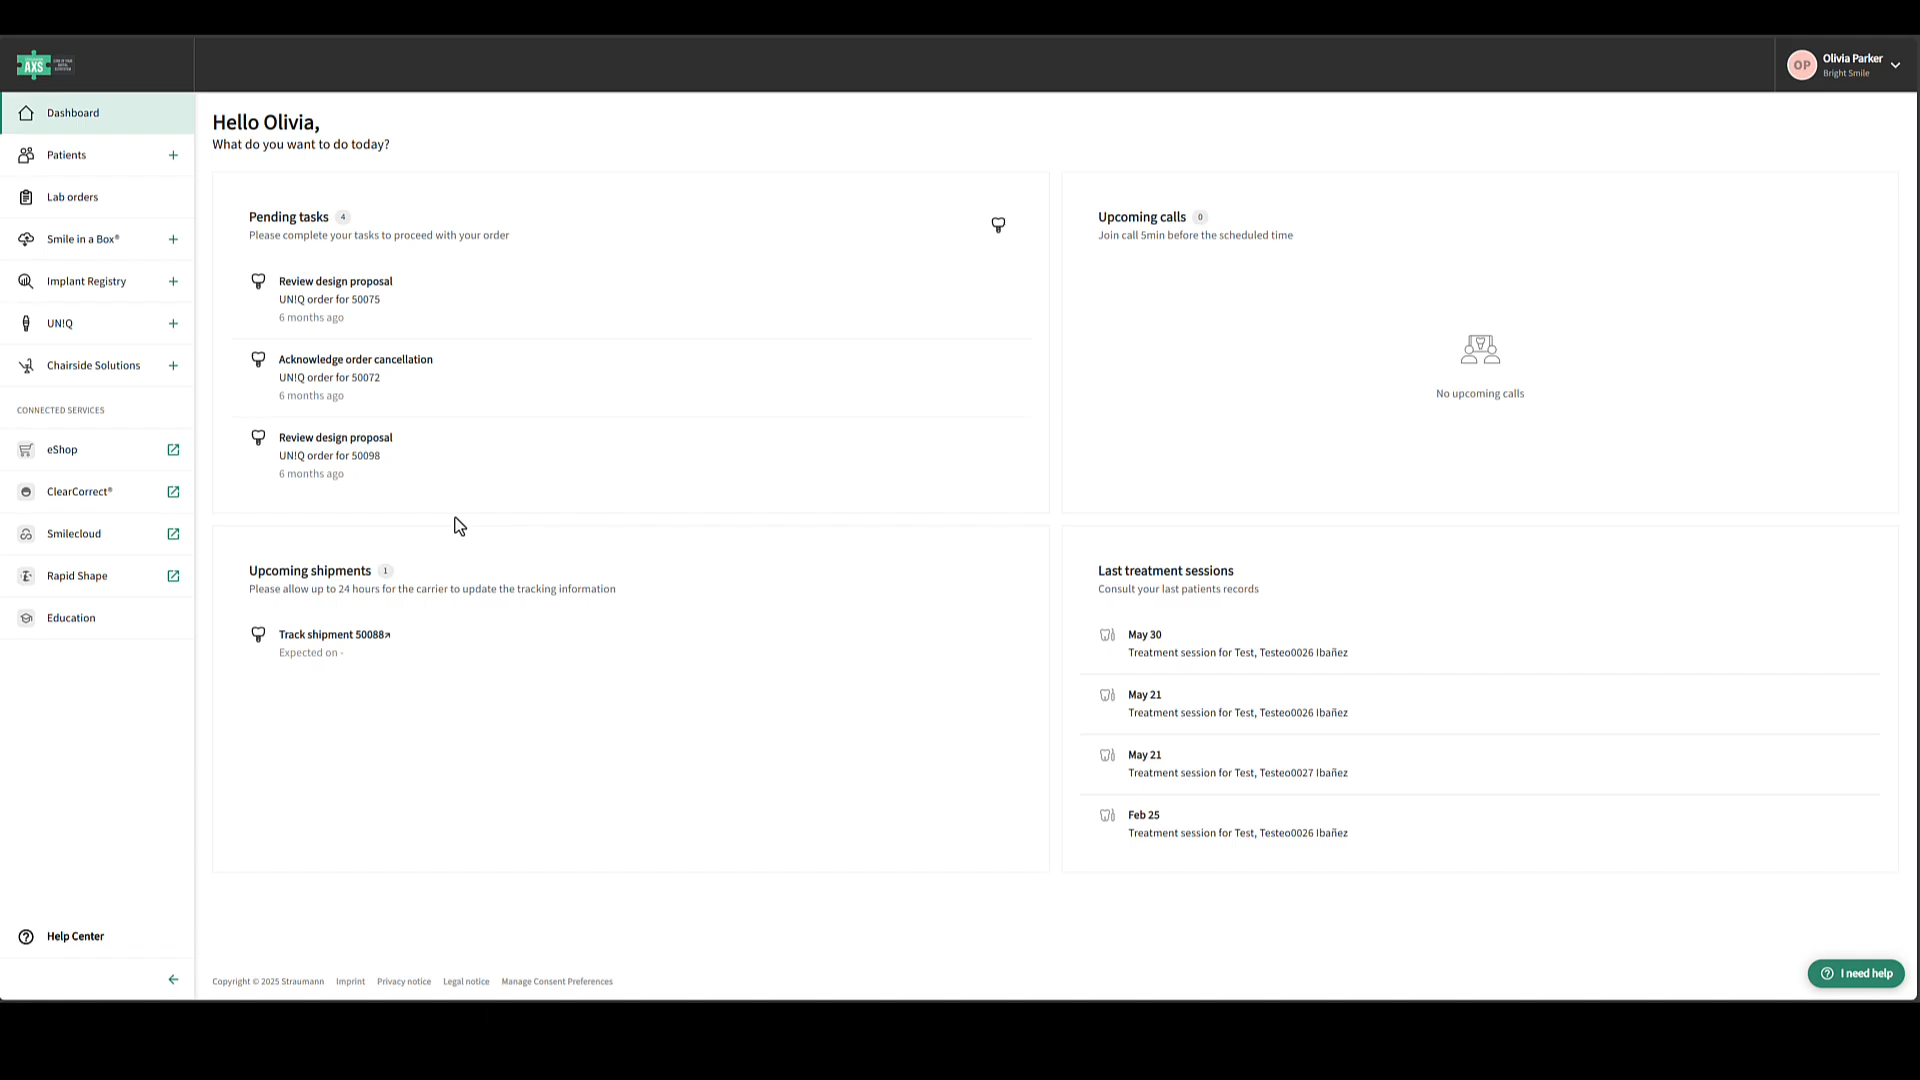 AXS
OP
Olivia Parker
Bright Smile
Dashboard
Patients
Lab orders
Smile in a Box®
Implant Registry
UN!Q
Chairside Solutions
CONNECTED SERVICES
eShop
ClearCorrect®
Smilecloud
Rapid Shape
Education
Help Center
Hello Olivia,
What do you want to do today?
Pending tasks 4
Please complete your tasks to proceed with your order
Review design proposal
UN!Q order for 50075
6 months ago
Acknowledge order cancellation
UN!Q order for 50072
6 months ago
Review design proposal
UN!Q order for 50098
6 months ago
Upcoming calls 0
Join call 5min before the scheduled time
No upcoming calls
Upcoming shipments 1
Please allow up to 24 hours for the carrier to update the tracking information
Track shipment 50088↗
Expected on -
Last treatment sessions
Consult your last patients records
May 30
Treatment session for Test, Testeo0026 Ibañez
May 21
Treatment session for Test, Testeo0026 Ibañez
May 21
Treatment session for Test, Testeo0027 Ibañez
Feb 25
Treatment session for Test, Testeo0026 Ibañez
Copyright © 2025 Straumann Imprint Privacy notice Legal notice Manage Consent Preferences
I need help